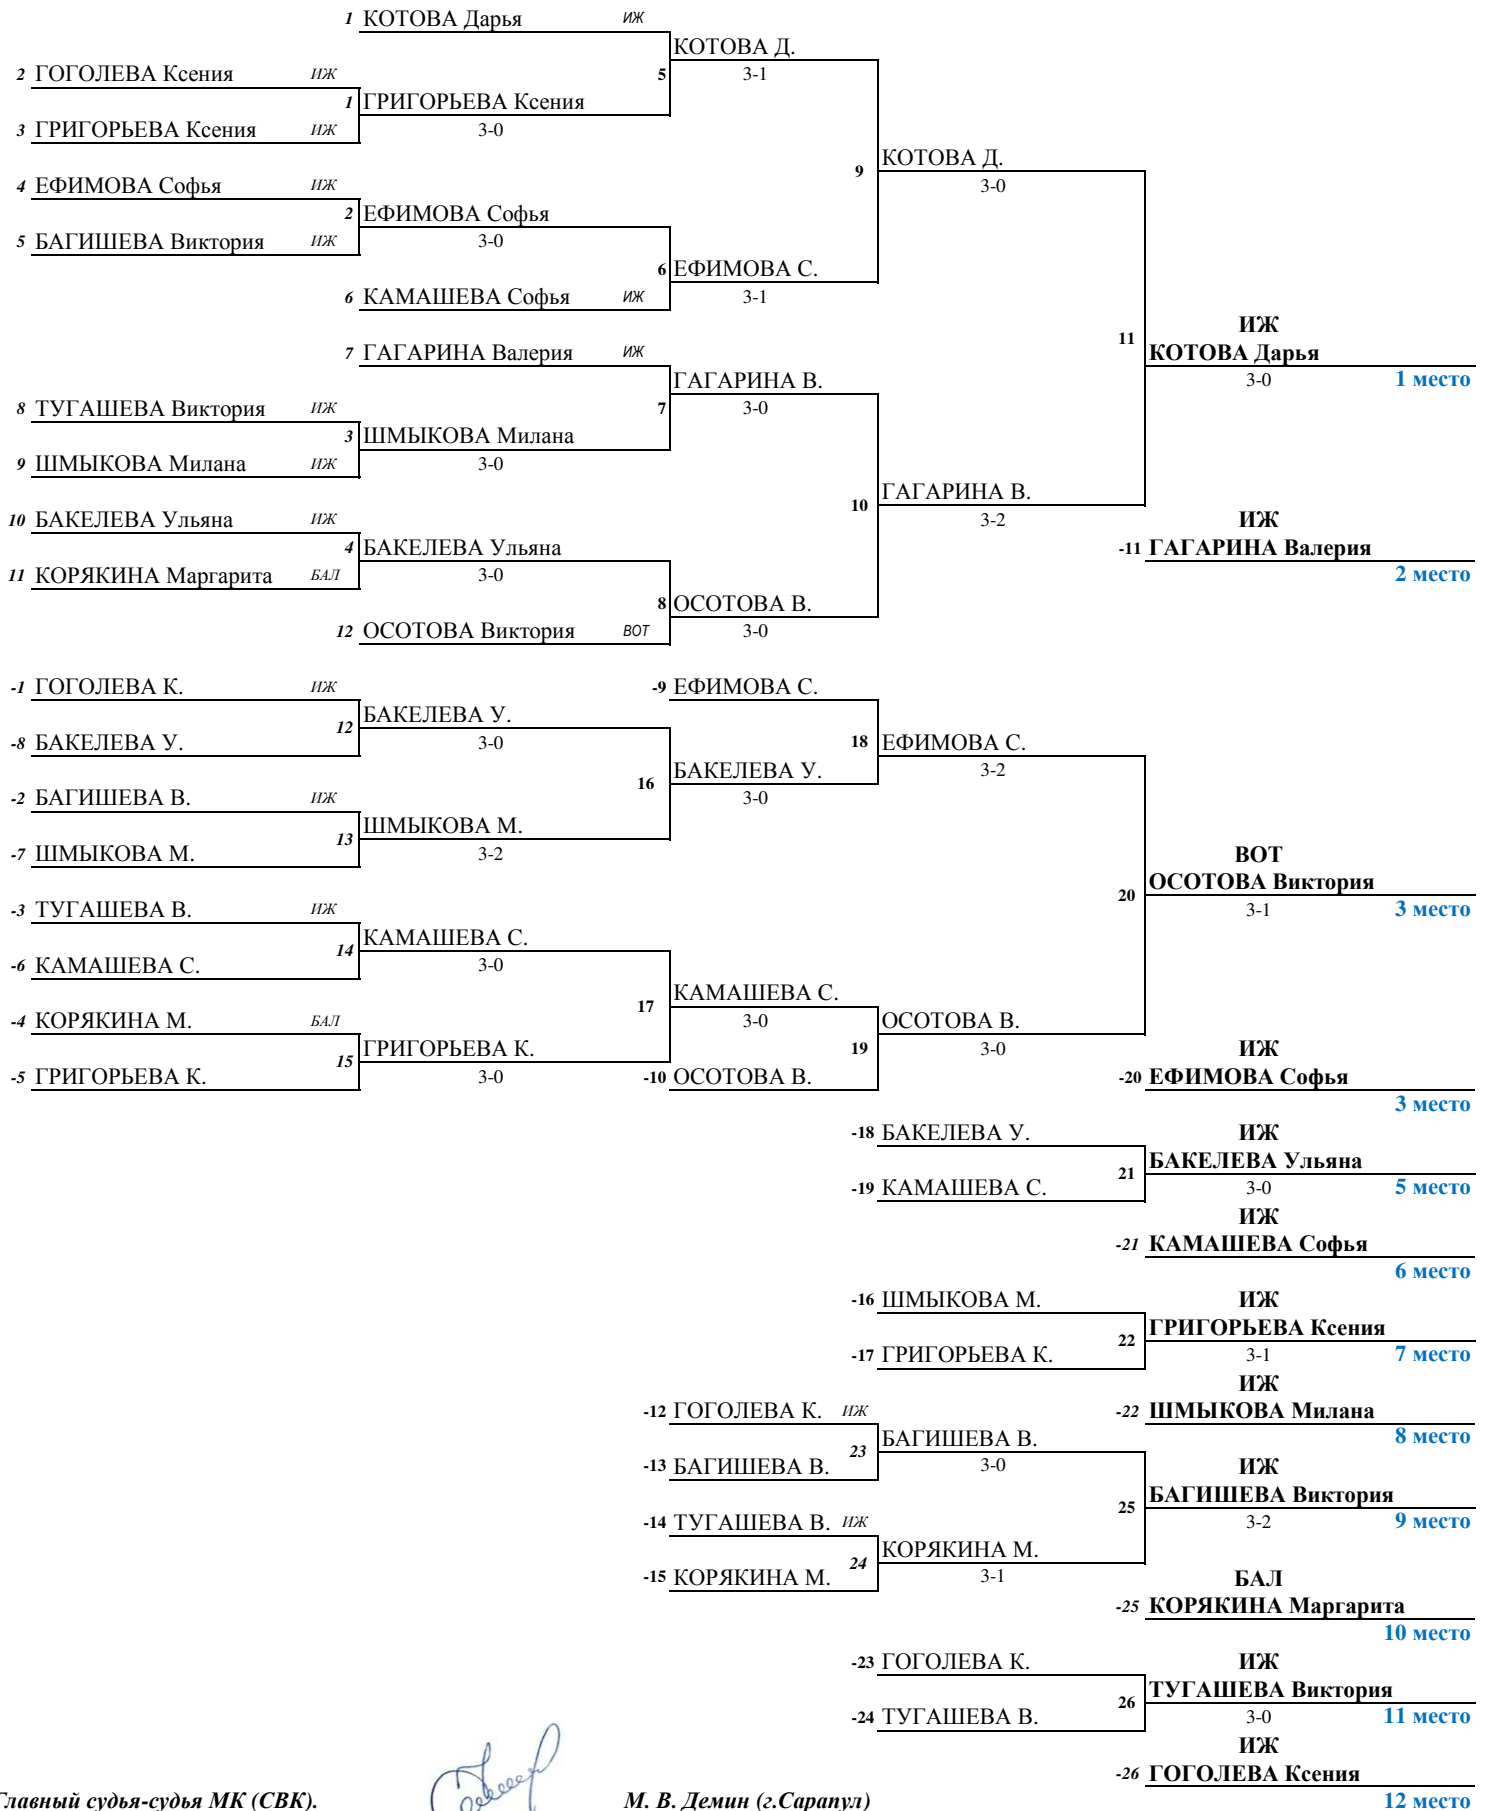 1 КОТОВА Дарья ИЖ
КОТОВА Д.
2 ГОГОЛЕВА Ксения ИЖ 5 3-1
1 ГРИГОРЬЕВА Ксения
3 ГРИГОРЬЕВА Ксения ИЖ 3-0
9 КОТОВА Д.
4 ЕФИМОВА Софья ИЖ 3-0
2 ЕФИМОВА Софья
5 БАГИШЕВА Виктория ИЖ 3-0
6 ЕФИМОВА С.
6 КАМАШЕВА Софья ИЖ 3-1
ИЖ
7 ГАГАРИНА Валерия ИЖ 11 КОТОВА Дарья
ГАГАРИНА В. 3-0 1 место
8 ТУГАШЕВА Виктория ИЖ 7 3-0
3 ШМЫКОВА Милана
9 ШМЫКОВА Милана ИЖ 3-0
10 ГАГАРИНА В.
10 БАКЕЛЕВА Ульяна ИЖ 3-2 ИЖ
4 БАКЕЛЕВА Ульяна -11 ГАГАРИНА Валерия
11 КОРЯКИНА Маргарита БАЛ 3-0 2 место
8 ОСОТОВА В.
12 ОСОТОВА Виктория ВОТ 3-0
-1 ГОГОЛЕВА К. ИЖ -9 ЕФИМОВА С.
12 БАКЕЛЕВА У.
-8 БАКЕЛЕВА У. 3-0 18 ЕФИМОВА С.
16 БАКЕЛЕВА У. 3-2
-2 БАГИШЕВА В. ИЖ 3-0
13 ШМЫКОВА М.
-7 ШМЫКОВА М. 3-2 ВОТ
20 ОСОТОВА Виктория
-3 ТУГАШЕВА В. ИЖ 3-1 3 место
14 КАМАШЕВА С.
-6 КАМАШЕВА С. 3-0
17 КАМАШЕВА С.
-4 КОРЯКИНА М. БАЛ 3-0 ОСОТОВА В.
15 ГРИГОРЬЕВА К. 19 3-0 ИЖ
-5 ГРИГОРЬЕВА К. 3-0 -10 ОСОТОВА В. -20 ЕФИМОВА Софья
3 место
-18 БАКЕЛЕВА У. ИЖ
21 БАКЕЛЕВА Ульяна
-19 КАМАШЕВА С. 3-0 5 место
ИЖ
-21 КАМАШЕВА Софья
6 место
-16 ШМЫКОВА М. ИЖ
22 ГРИГОРЬЕВА Ксения
-17 ГРИГОРЬЕВА К. 3-1 7 место
ИЖ
-12 ГОГОЛЕВА К. ИЖ -22 ШМЫКОВА Милана
23 БАГИШЕВА В. 8 место
-13 БАГИШЕВА В. 3-0 ИЖ
25 БАГИШЕВА Виктория
-14 ТУГАШЕВА В. ИЖ 3-2 9 место
24 КОРЯКИНА М.
-15 КОРЯКИНА М. 3-1 БАЛ
-25 КОРЯКИНА Маргарита
10 место
-23 ГОГОЛЕВА К. ИЖ
26 ТУГАШЕВА Виктория
-24 ТУГАШЕВА В. 3-0 11 место
ИЖ
-26 ГОГОЛЕВА Ксения
Главный судья-судья МК (СВК). М. В. Демин (г.Сарапул) 12 место